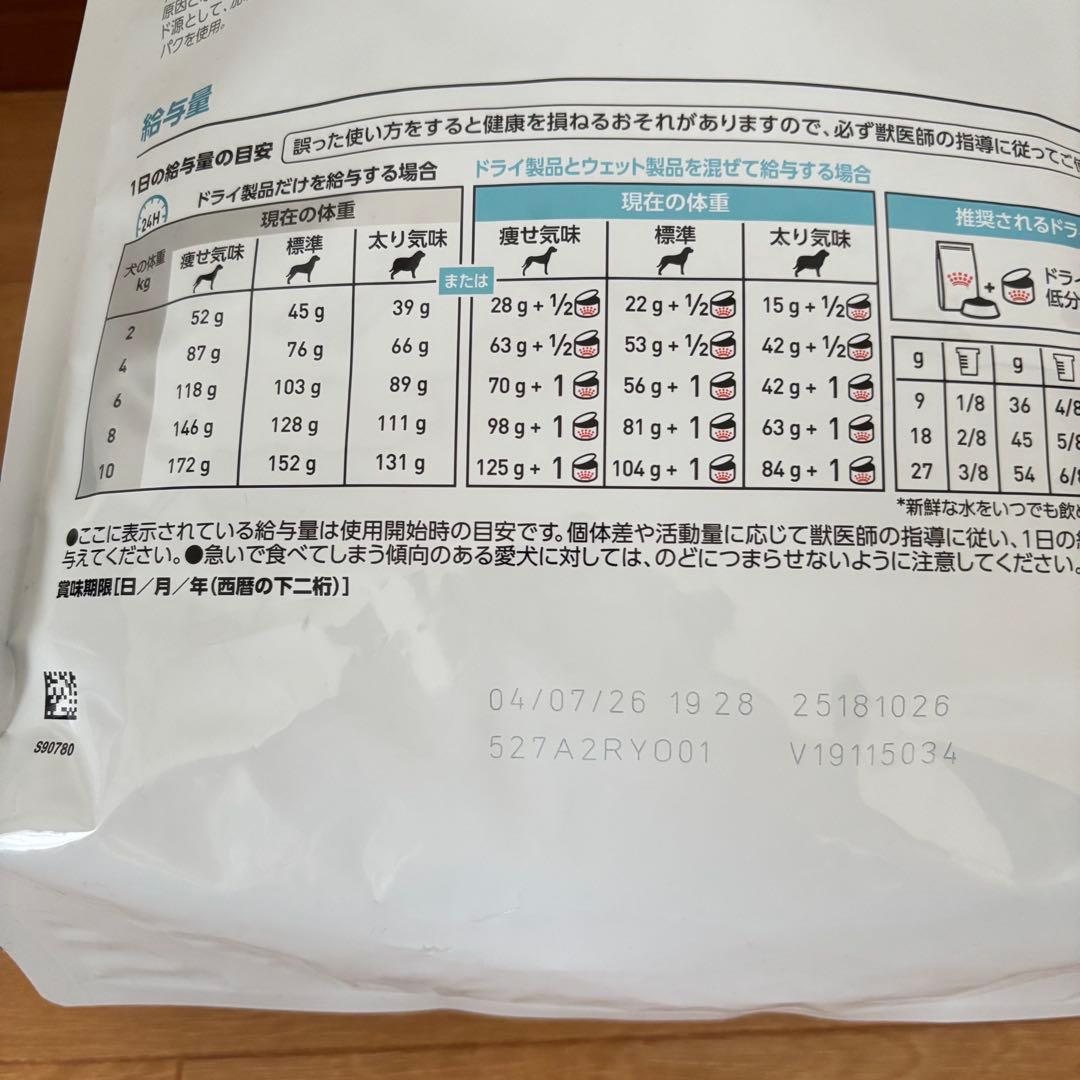 原因と
ド源として、加
パクを使用。
給与量
1日の給与量の目安 誤った使い方をすると健康を損ねるおそれがありますので、必ず獣医師の指導に従ってご使
24H ドライ製品だけを給与する場合 ドライ製品とウェット製品を混ぜて給与する場合
現在の体重 現在の体重 推奨されるドラ
犬の体重 kg 痩せ気味 標準 太り気味 または 痩せ気味 標準 太り気味 + ドライ
低分
2 52 g 45 g 39 g 28 g + 1/2 22 g + 1/2 15 g + 1/2
4 87 g 76 g 66 g 63 g + 1/2 53 g + 1/2 42 g + 1/2
6 118 g 103 g 89 g 70 g + 1 56 g + 1 42 g + 1
8 146 g 128 g 111 g 98 g + 1 81 g + 1 63 g + 1
10 172 g 152 g 131 g 125 g + 1 104 g + 1 84 g + 1
g g
9 1/8 36 4/8
18 2/8 45 5/8
27 3/8 54 6/8
*新鮮な水をいつでも飲め
●ここに表示されている給与量は使用開始時の目安です。個体差や活動量に応じて獣医師の指導に従い、1日の給
与えてください。●急いで食べてしまう傾向のある愛犬に対しては、のどにつまらせないように注意してください。
賞味期限[日/月/年(西暦の下二桁)]
04/07/26 19 28 25181026
527A2RYO01 V19115034
S90780